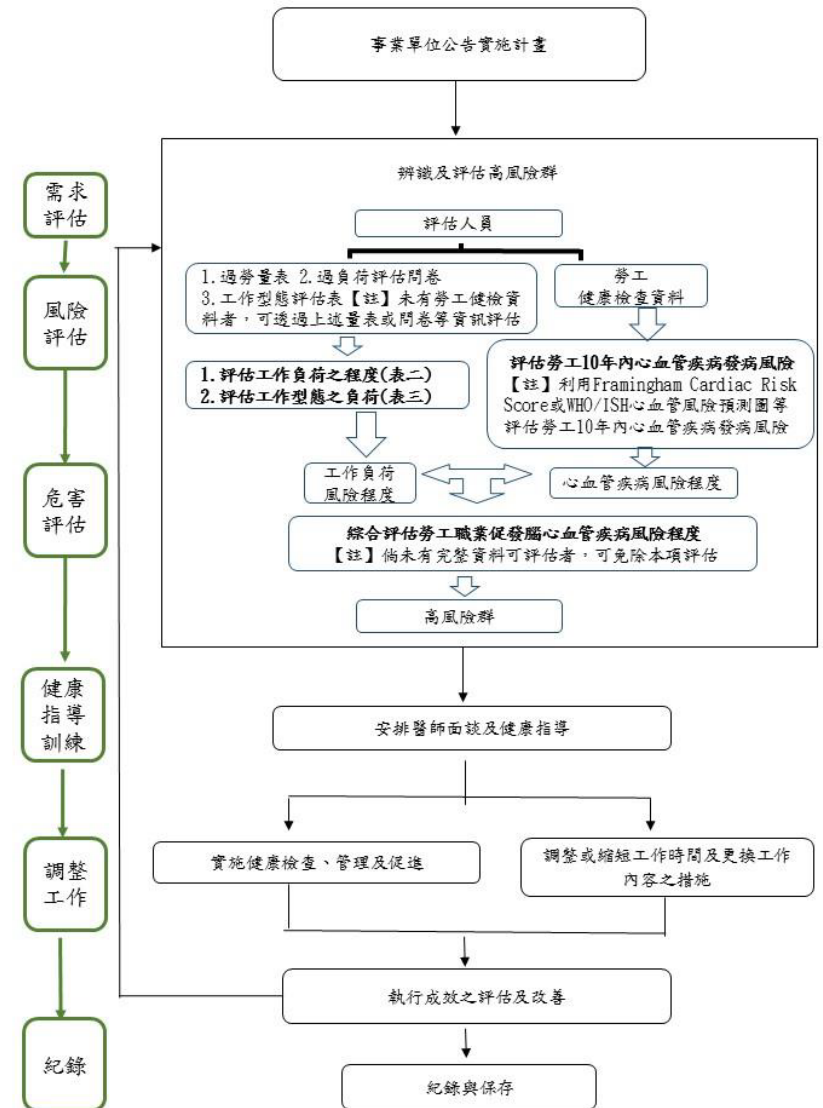 事業單位公告實施計畫
需求
評估
風險
評估
危害
評估
健康
指導
訓練
調整
工作
紀錄
辨識及評估高風險群
評估人員
1.過勞量表 2.過負荷評估問卷
3.工作型態評估表【註】未有勞工健檢資
料者，可透過上述量表或問卷等資訊評估
勞工
健康檢查資料
1.評估工作負荷之程度(表二)
2.評估工作型態之負荷(表三)
評估勞工10年內心血管疾病發病風險
【註】利用Framingham Cardiac Risk
Score或WHO/ISH心血管風險預測圖等
評估勞工10年內心血管疾病發病風險
工作負荷
風險程度
心血管疾病風險程度
綜合評估勞工職業促發腦心血管疾病風險程度
【註】倘未有完整資料可評估者，可免除本項評估
高風險群
安排醫師面談及健康指導
實施健康檢查、管理及促進
調整或縮短工作時間及更換工作
內容之措施
執行成效之評估及改善
紀錄與保存